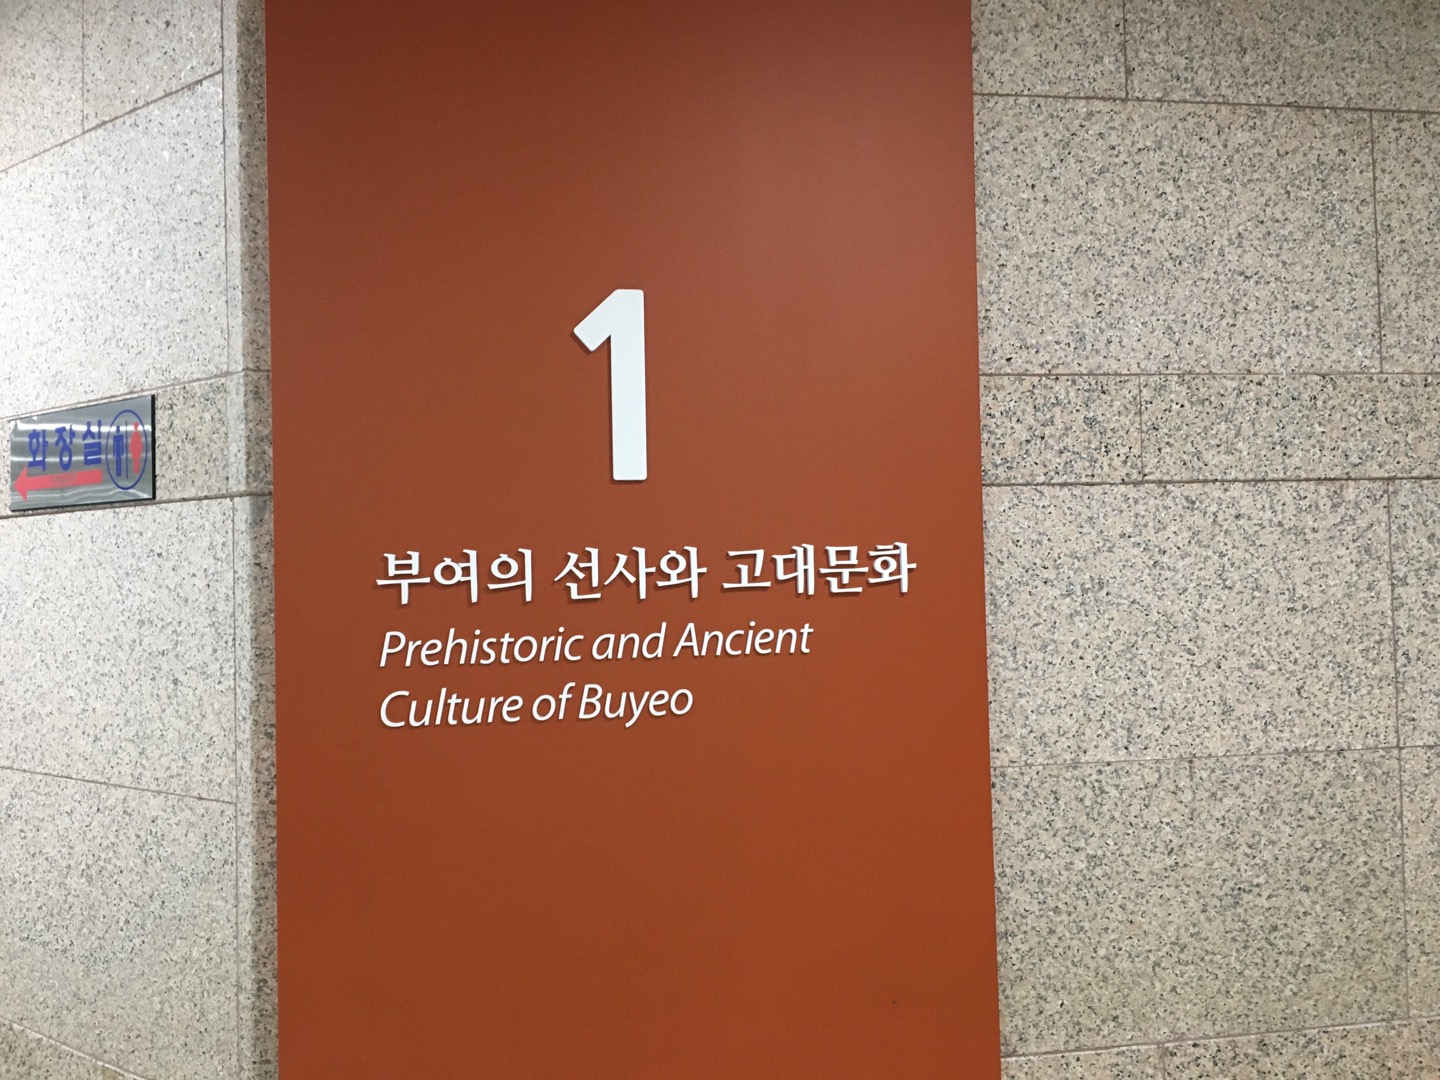 화장실
1
부여의 선사와 고대문화
Prehistoric and Ancient
Culture of Buyeo